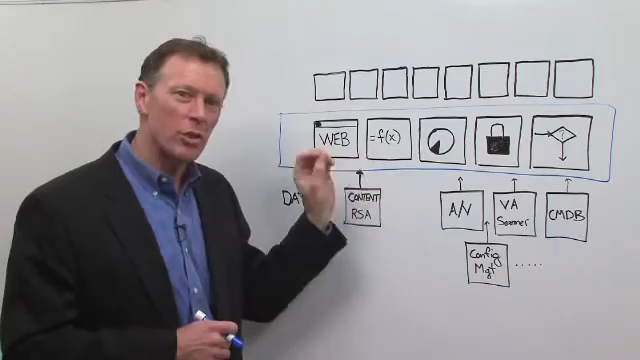 WEB
=f(x)
?
CONTENT
RSA
A/V
VA
Scanner
CMDB
Config
Mgt
.....